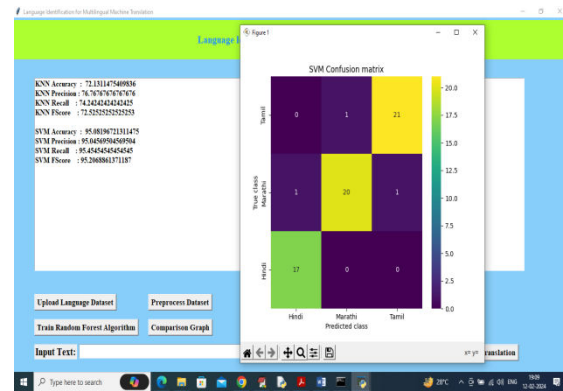 Language Identification for Multilingual Machine Translation
Language
KNN Accuracy : 72.1311475409836
KNN Precision : 76.76767676767676
KNN Recall : 74.24242424242425
KNN FScore : 72.52525252525253
SVM Accuracy : 95.08196721311475
SVM Precision : 95.04569504569504
SVM Recall : 95.45454545454545
SVM FScore : 95.2068861371187
Upload Language Dataset
Preprocess Dataset
Train Random Forest Algorithm
Comparison Graph
Input Text:
ranslation
Figure 1
SVM Confusion matrix
True class
Tamil
Marathi
Hindi
0 1 21
1 20 1
17 0 0
Hindi Marathi Tamil
Predicted class
20.0
17.5
15.0
12.5
10.0
7.5
5.0
2.5
0.0
x= y=
Type here to search
28°C
ENG
19:09
12-02-2024